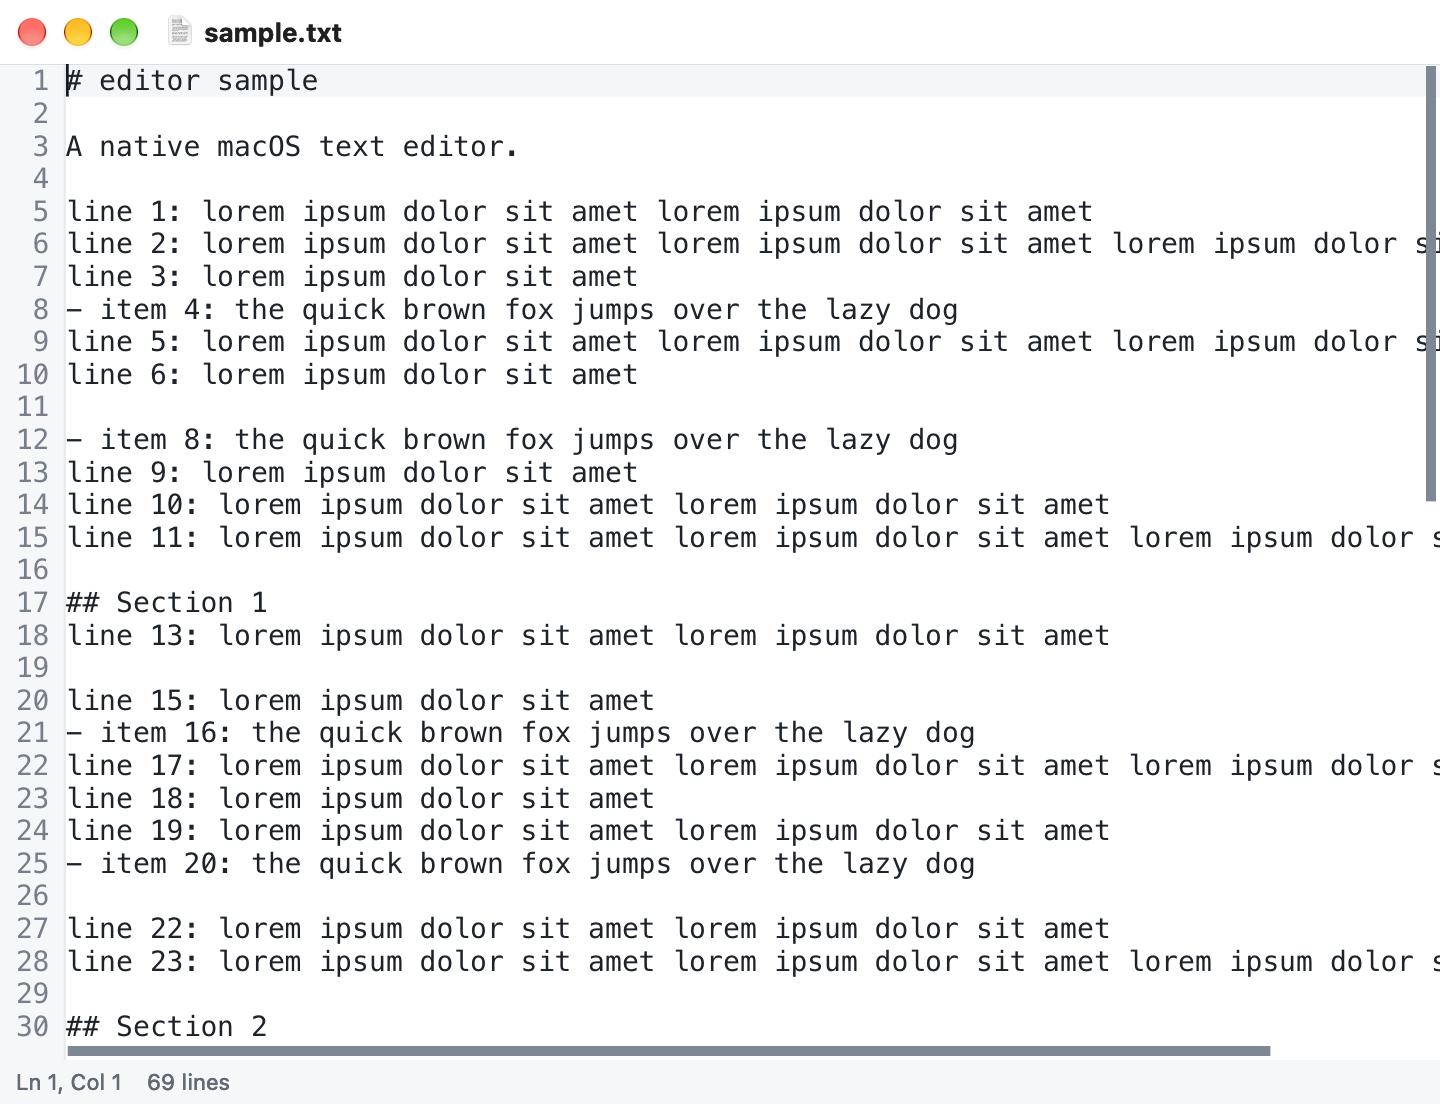 sample.txt
1 # editor sample
2
3 A native macOS text editor.
4
5 line 1: lorem ipsum dolor sit amet lorem ipsum dolor sit amet
6 line 2: lorem ipsum dolor sit amet lorem ipsum dolor sit amet lorem ipsum dolor si
7 line 3: lorem ipsum dolor sit amet
8 - item 4: the quick brown fox jumps over the lazy dog
9 line 5: lorem ipsum dolor sit amet lorem ipsum dolor sit amet lorem ipsum dolor si
10 line 6: lorem ipsum dolor sit amet
11
12 - item 8: the quick brown fox jumps over the lazy dog
13 line 9: lorem ipsum dolor sit amet
14 line 10: lorem ipsum dolor sit amet lorem ipsum dolor sit amet
15 line 11: lorem ipsum dolor sit amet lorem ipsum dolor sit amet lorem ipsum dolor s
16
17 ## Section 1
18 line 13: lorem ipsum dolor sit amet lorem ipsum dolor sit amet
19
20 line 15: lorem ipsum dolor sit amet
21 - item 16: the quick brown fox jumps over the lazy dog
22 line 17: lorem ipsum dolor sit amet lorem ipsum dolor sit amet lorem ipsum dolor s
23 line 18: lorem ipsum dolor sit amet
24 line 19: lorem ipsum dolor sit amet lorem ipsum dolor sit amet
25 - item 20: the quick brown fox jumps over the lazy dog
26
27 line 22: lorem ipsum dolor sit amet lorem ipsum dolor sit amet
28 line 23: lorem ipsum dolor sit amet lorem ipsum dolor sit amet lorem ipsum dolor s
29
30 ## Section 2
Ln 1, Col 1 69 lines